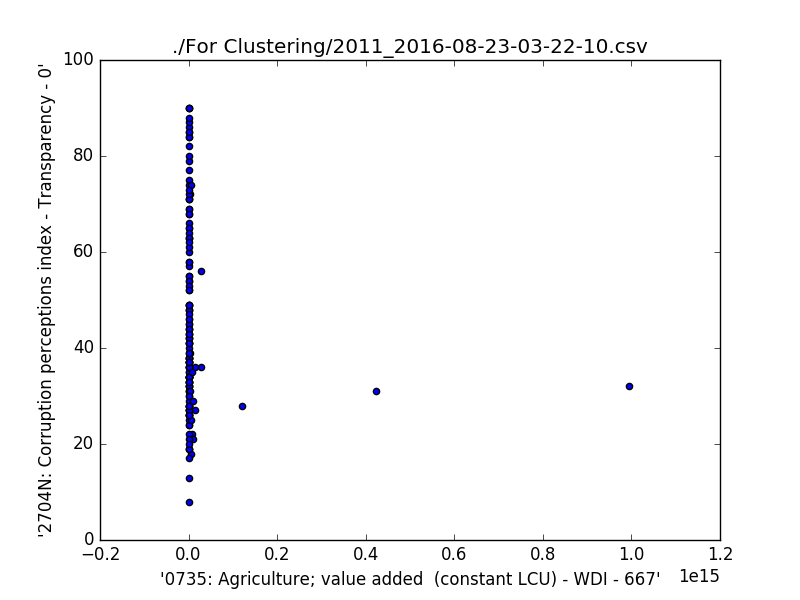 ./For Clustering/2011_2016-08-23-03-22-10.csv
'2704N: Corruption perceptions index - Transparency - 0'
100
80
60
40
20
0
−0.2 0.0 0.2 0.4 0.6 0.8 1.0 1.2
1e15
'0735: Agriculture; value added  (constant LCU) - WDI - 667'